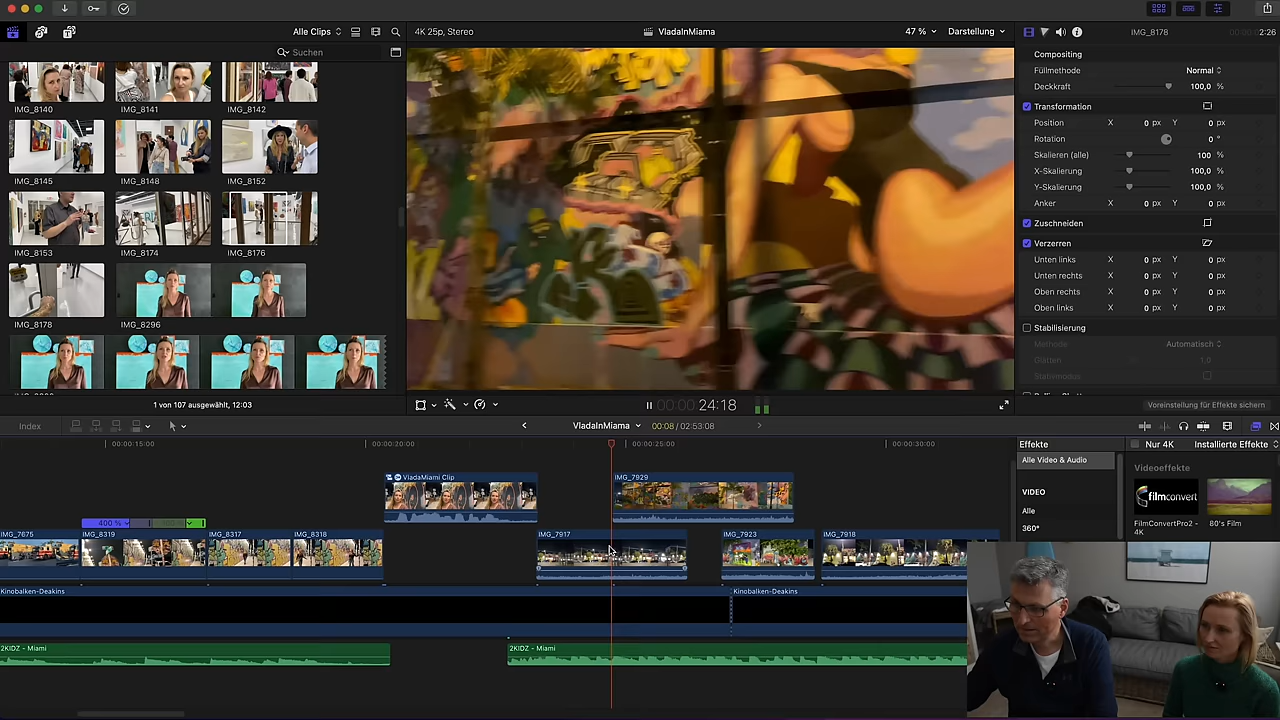 All Clips
4K 25p, Stereo
VladaInMiama
47 %
Darstellung
IMG_8178
2:26
Suchen
IMG_8140
IMG_8141
IMG_8142
IMG_8145
IMG_8148
IMG_8152
IMG_8153
IMG_8174
IMG_8176
IMG_8178
IMG_8296
1 von 107 ausgewählt, 12:03
00:00:24:18
Compositing
Füllmethode
Normal
Deckkraft
100,0 %
Transformation
Position
X 0 px Y 0 px
Rotation
0 °
Skalieren (alle)
100 %
X-Skalierung
100,0 %
Y-Skalierung
100,0 %
Anker
X 0 px Y 0 px
Zuschneiden
Verzerren
Unten links
X 0 px Y 0 px
Unten rechts
X 0 px Y 0 px
Oben rechts
X 0 px Y 0 px
Oben links
X 0 px Y 0 px
Stabilisierung
Methode
Automatisch
Glätten
1,0
Voreinstellung für Effekte sichern
Index
VladaInMiama
00:08 / 02:53:08
00:00:15:00
00:00:20:00
00:00:25:00
00:00:30:00
Effekte
Nur 4K
Installierte Effekte
Alle Video & Audio
VIDEO
Alle
360°
Videoeffekte
filmconvert
FilmConvertPro2 - 4K
80's Film
VladaMiami Clip
IMG_7929
400 %
IMG_7675
IMG_8319
IMG_8317
IMG_8318
IMG_7917
IMG_7923
IMG_7918
Kinobalken-Deakins
Kinobalken-Deakins
2KIDZ - Miami
2KIDZ - Miami